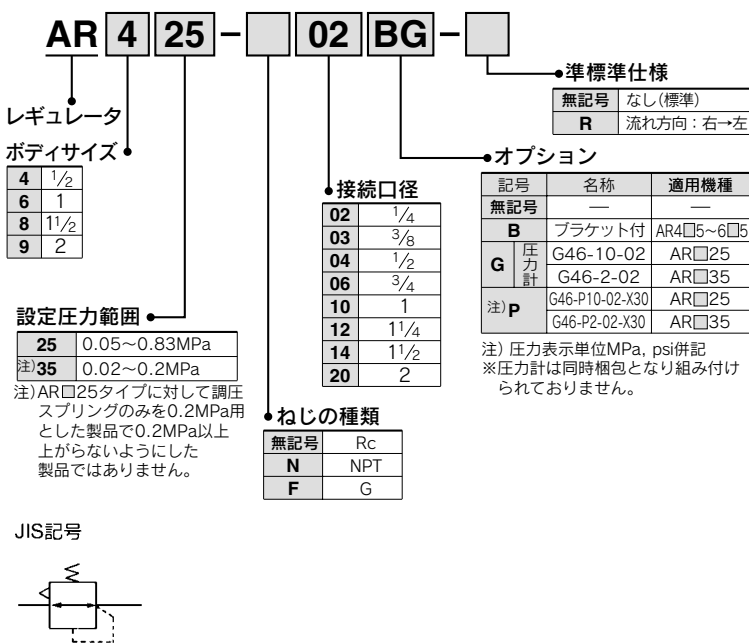 AR 4 25 - □ 02 BG - □
レギュレータ
ボディサイズ
4 1/2
6 1
8 1 1/2
9 2
設定圧力範囲
25 0.05~0.83MPa
注)35 0.02~0.2MPa
注)AR□25タイプに対して調圧
スプリングのみを0.2MPa用
とした製品で0.2MPa以上
上がらないようにした
製品ではありません。
ねじの種類
無記号 Rc
N NPT
F G
接続口径
02 1/4
03 3/8
04 1/2
06 3/4
10 1
12 1 1/4
14 1 1/2
20 2
準標準仕様
無記号 なし(標準)
R 流れ方向:右→左
オプション
記号 名称 適用機種
無記号 — —
B ブラケット付 AR4□5~6□5
G 圧力計 G46-10-02 AR□25
G46-2-02 AR□35
注)P G46-P10-02-X30 AR□25
G46-P2-02-X30 AR□35
注) 圧力表示単位MPa, psi併記
※圧力計は同時梱包となり組み付け
られておりません。
JIS記号